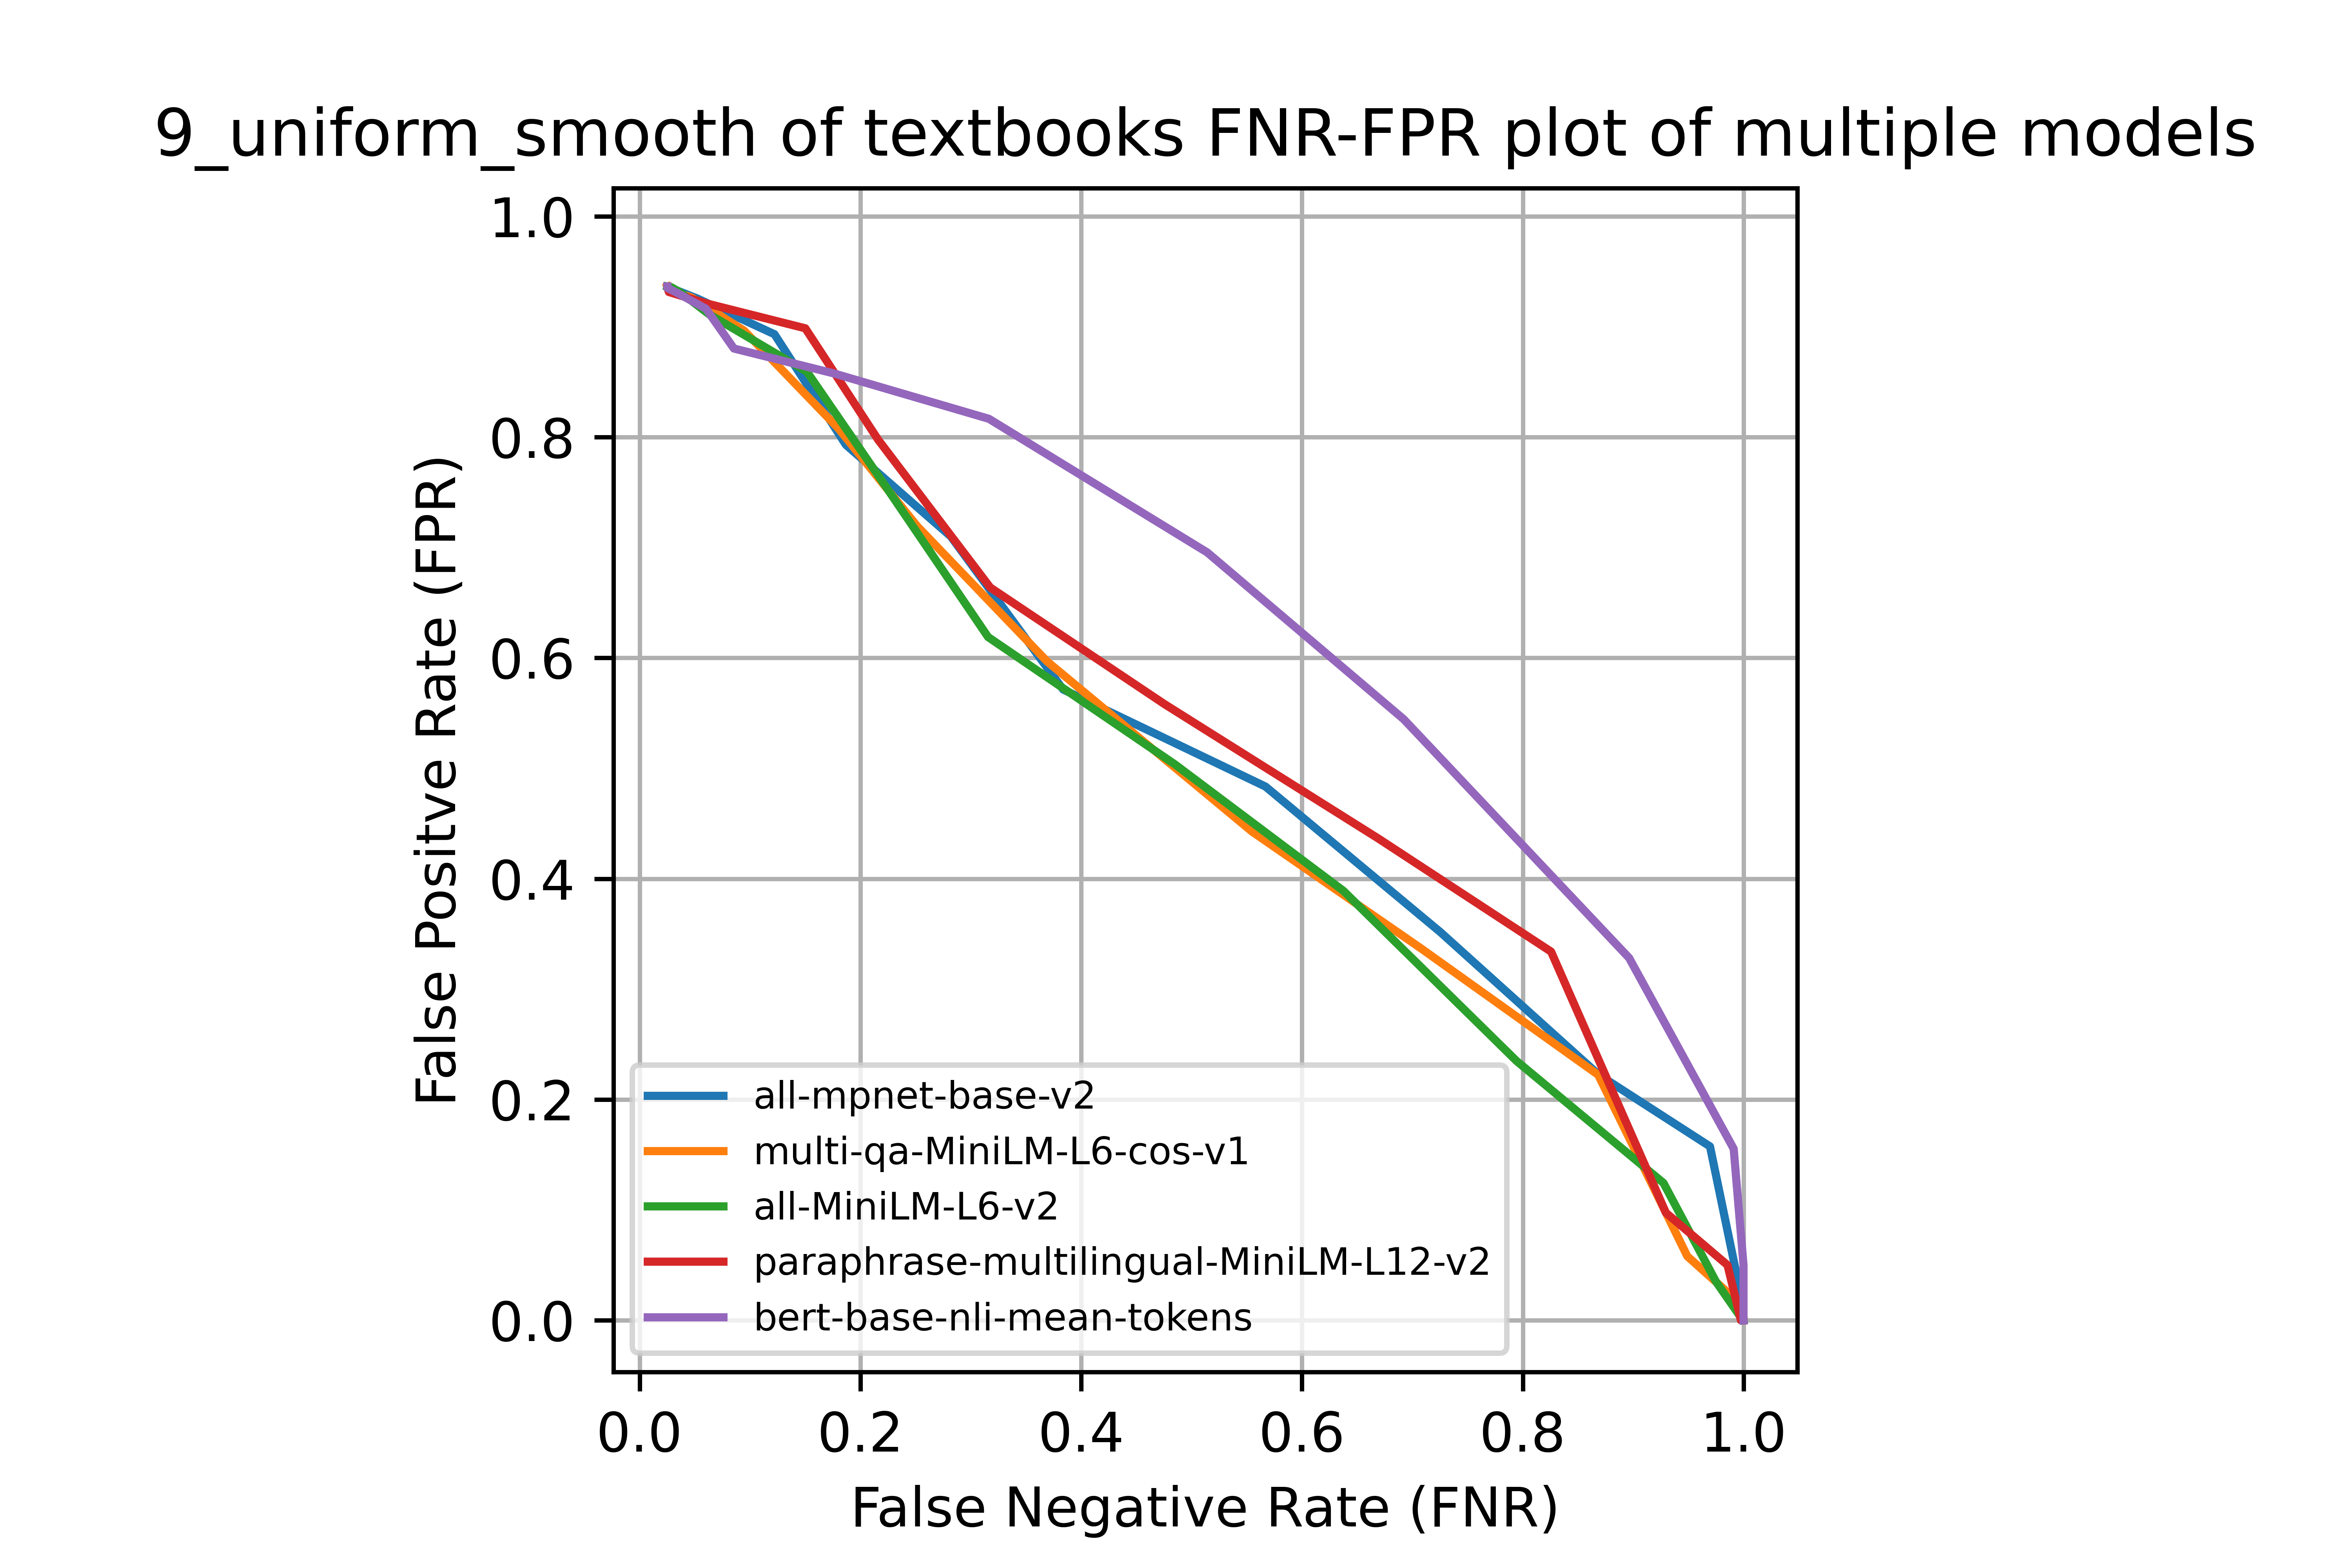 9_uniform_smooth of textbooks FNR-FPR plot of multiple models
1.0
0.8
0.6
0.4
0.2
0.0
False Positve Rate (FPR)
all-mpnet-base-v2
multi-qa-MiniLM-L6-cos-v1
all-MiniLM-L6-v2
paraphrase-multilingual-MiniLM-L12-v2
bert-base-nli-mean-tokens
0.0 0.2 0.4 0.6 0.8 1.0
False Negative Rate (FNR)